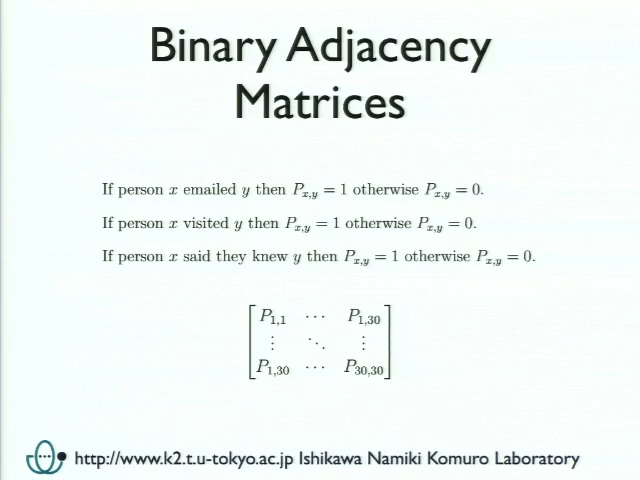 Binary Adjacency
Matrices
If person x emailed y then P_{x,y} = 1 otherwise P_{x,y} = 0.
If person x visited y then P_{x,y} = 1 otherwise P_{x,y} = 0.
If person x said they knew y then P_{x,y} = 1 otherwise P_{x,y} = 0.
P_{1,1} ⋯ P_{1,30}
⋮ ⋱ ⋮
P_{1,30} ⋯ P_{30,30}
http://www.k2.t.u-tokyo.ac.jp Ishikawa Namiki Komuro Laboratory